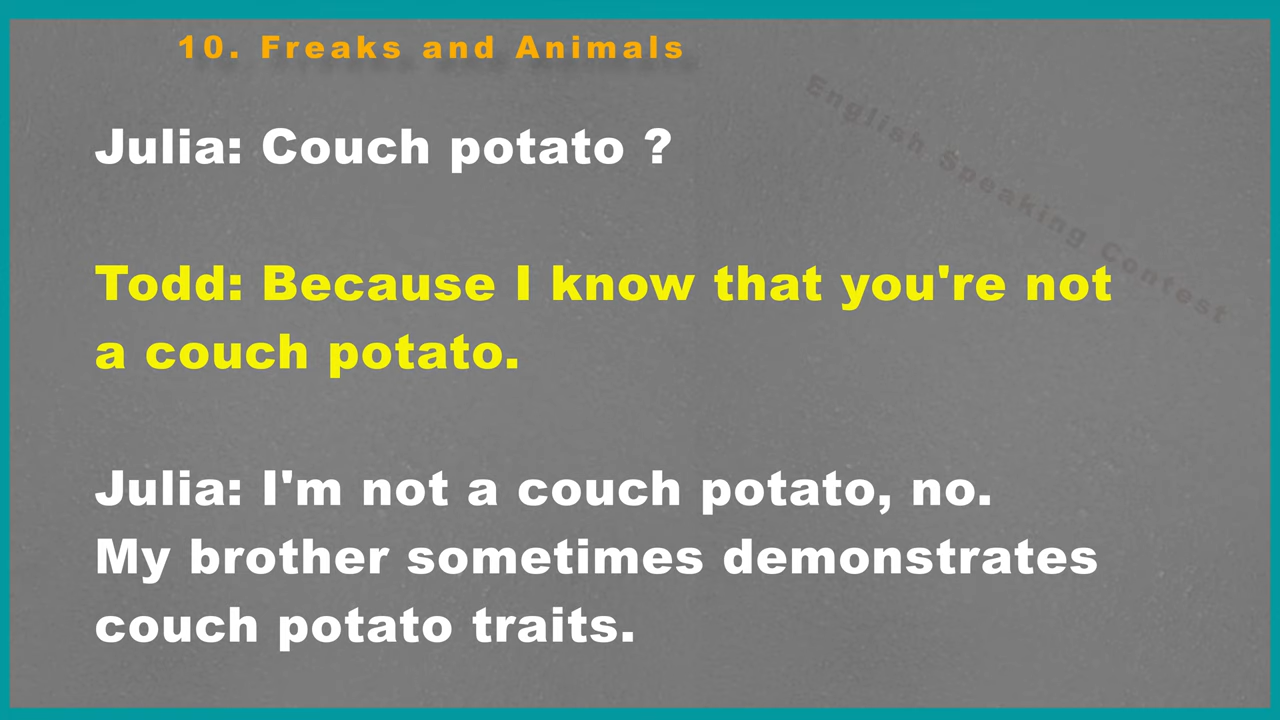 10. Freaks and Animals
English Speaking Contest
Julia: Couch potato ?
Todd: Because I know that you're not
a couch potato.
Julia: I'm not a couch potato, no.
My brother sometimes demonstrates
couch potato traits.